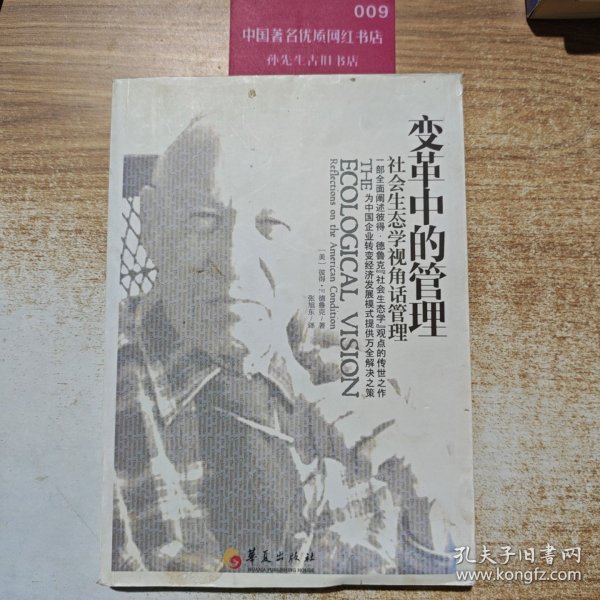 009
中国著名优质网红书店
孙先生古旧书店
变革中的管理
社会生态学视角话管理
一部全面阐述彼得·德鲁克『社会生态学』观点的传世之作
为中国企业转变经济发展模式提供万全解决之策
THE
ECOLOGICAL VISION
Reflections on the American Condition
〔美〕彼得·F·德鲁克/著
张旭东/译
华夏出版社
HUAXIA PUBLISHING HOUSE
孔夫子旧书网
www.kongfz.com